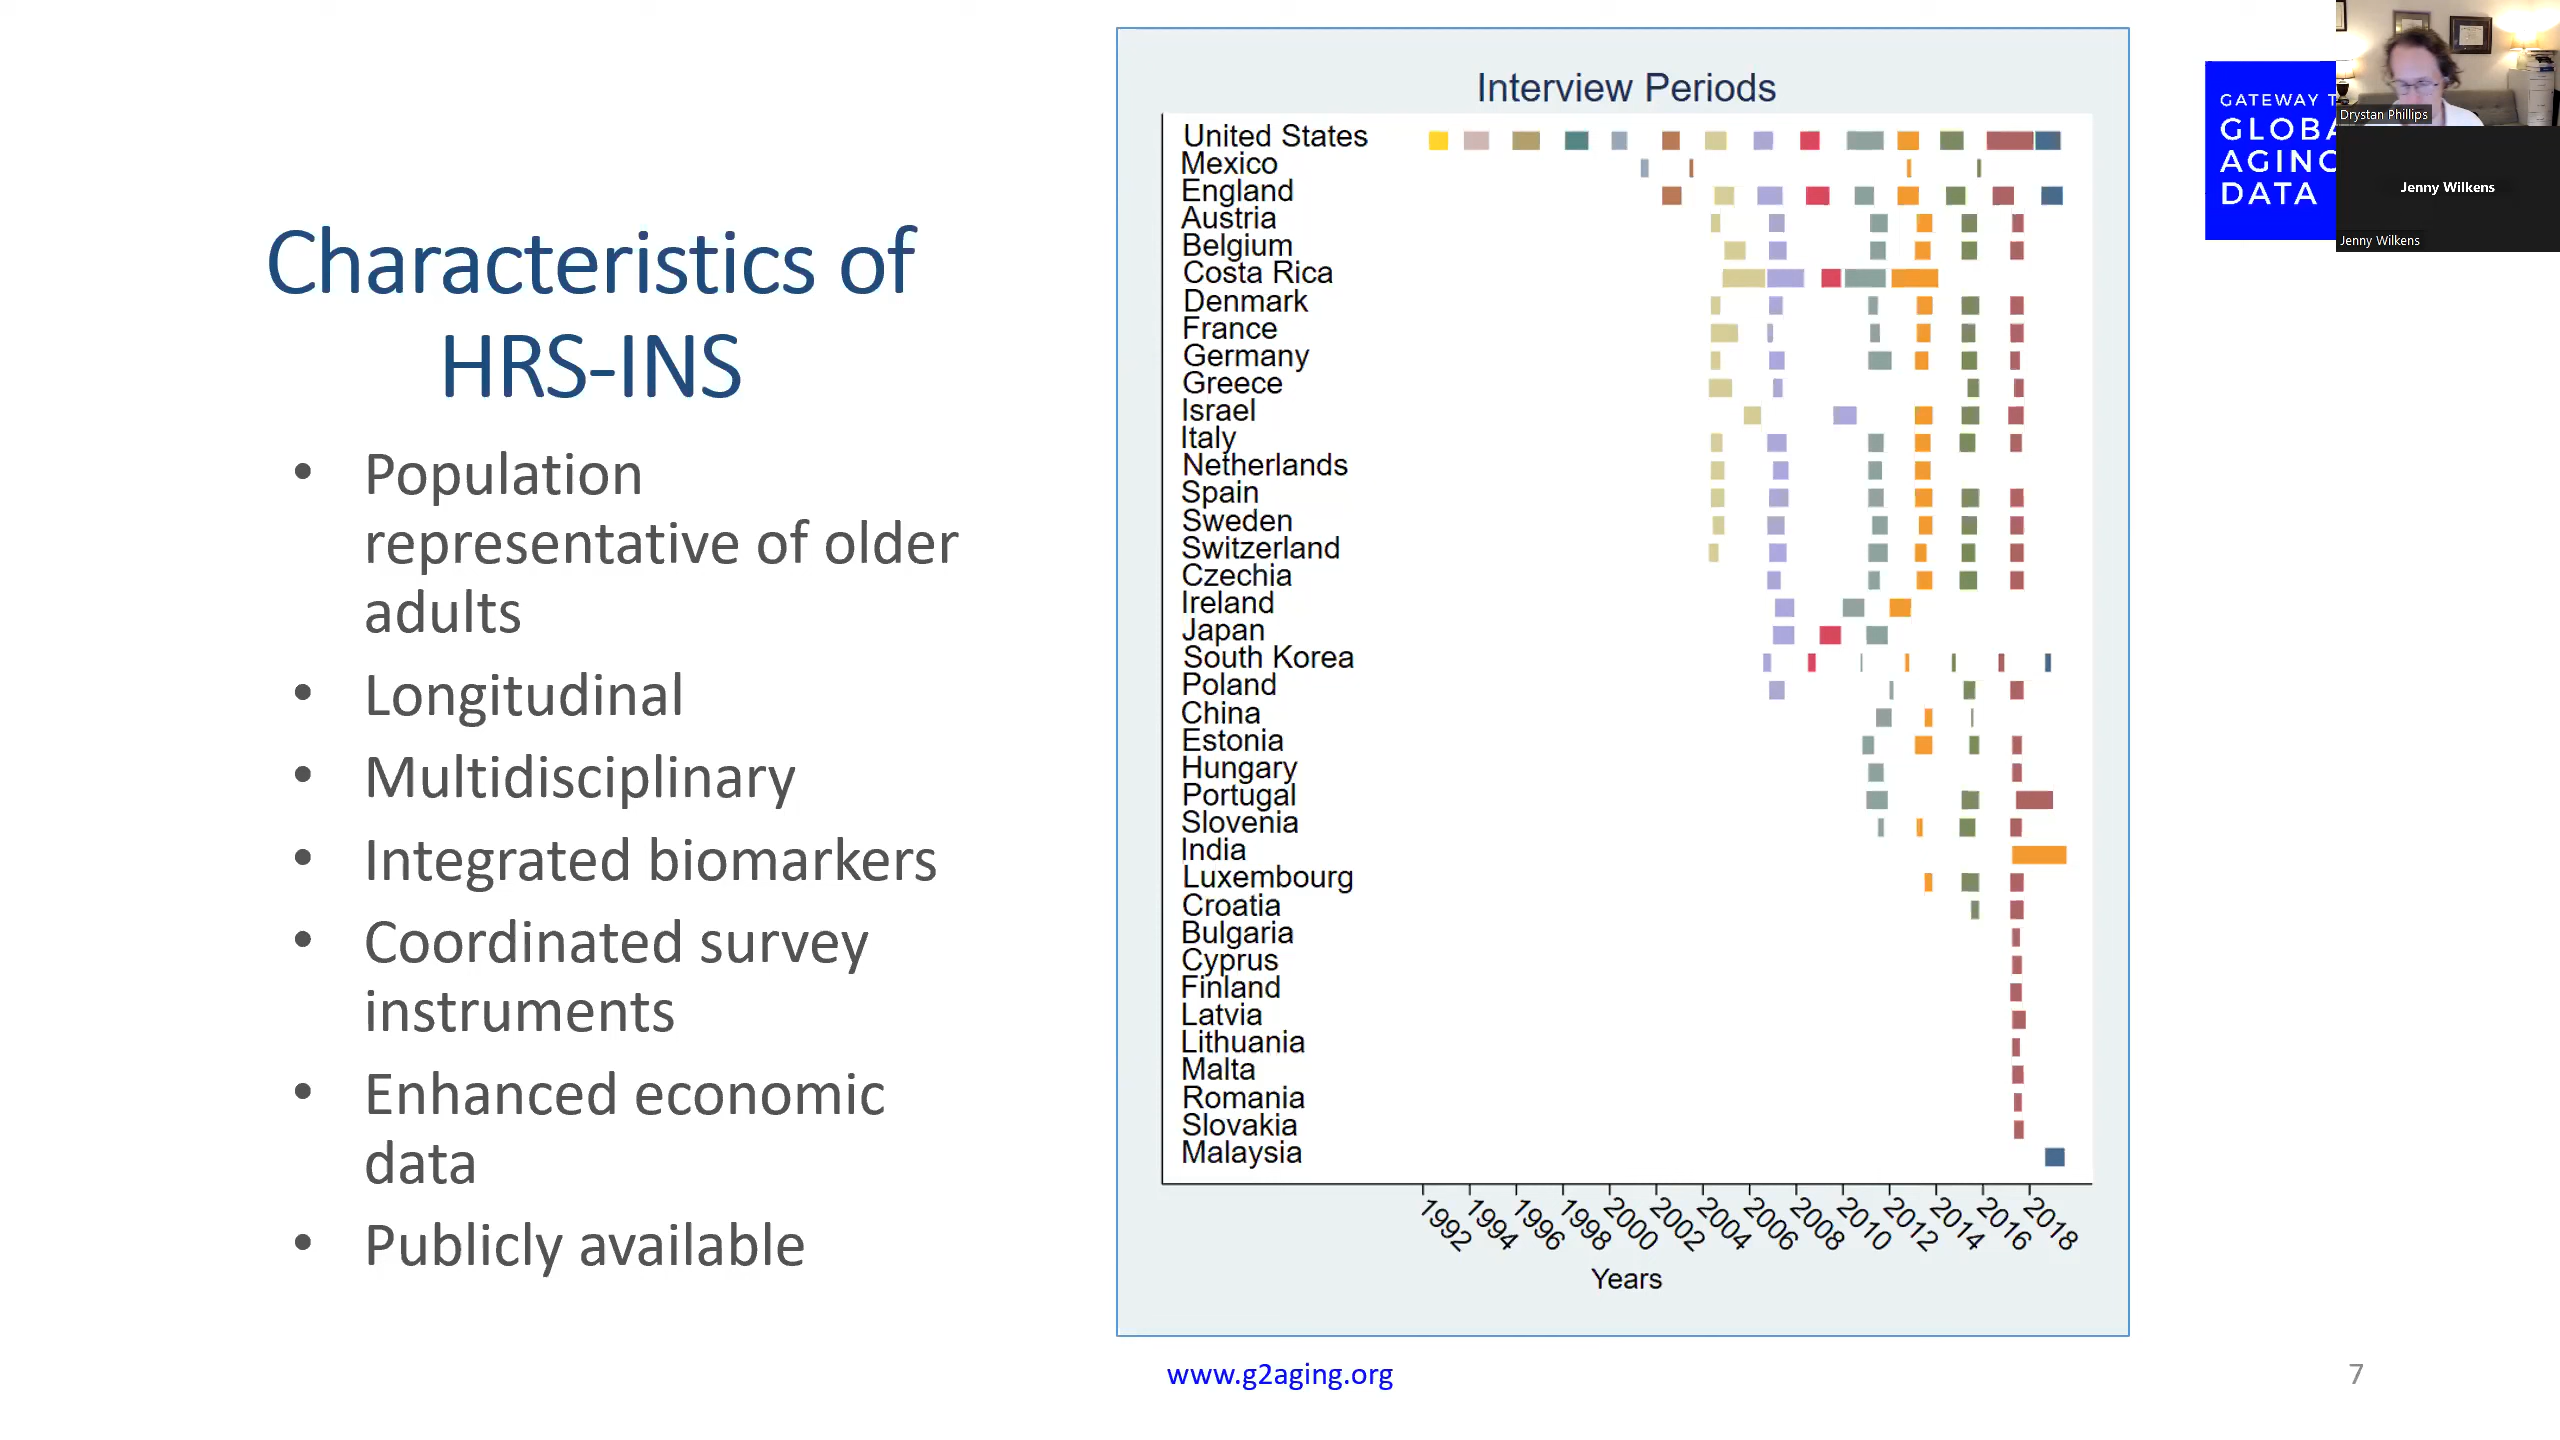 Characteristics of
HRS-INS
• Population
representative of older
adults
• Longitudinal
• Multidisciplinary
• Integrated biomarkers
• Coordinated survey
instruments
• Enhanced economic
data
• Publicly available
Interview Periods
United States
Mexico
England
Austria
Belgium
Costa Rica
Denmark
France
Germany
Greece
Israel
Italy
Netherlands
Spain
Sweden
Switzerland
Czechia
Ireland
Japan
South Korea
Poland
China
Estonia
Hungary
Portugal
Slovenia
India
Luxembourg
Croatia
Bulgaria
Cyprus
Finland
Latvia
Lithuania
Malta
Romania
Slovakia
Malaysia
1992 1994 1996 1998 2000 2002 2004 2006 2008 2010 2012 2014 2016 2018
Years
www.g2aging.org
7
GATEWAY T
GLOBA
AGING
DATA
Drystan Phillips
Jenny Wilkens
Jenny Wilkens